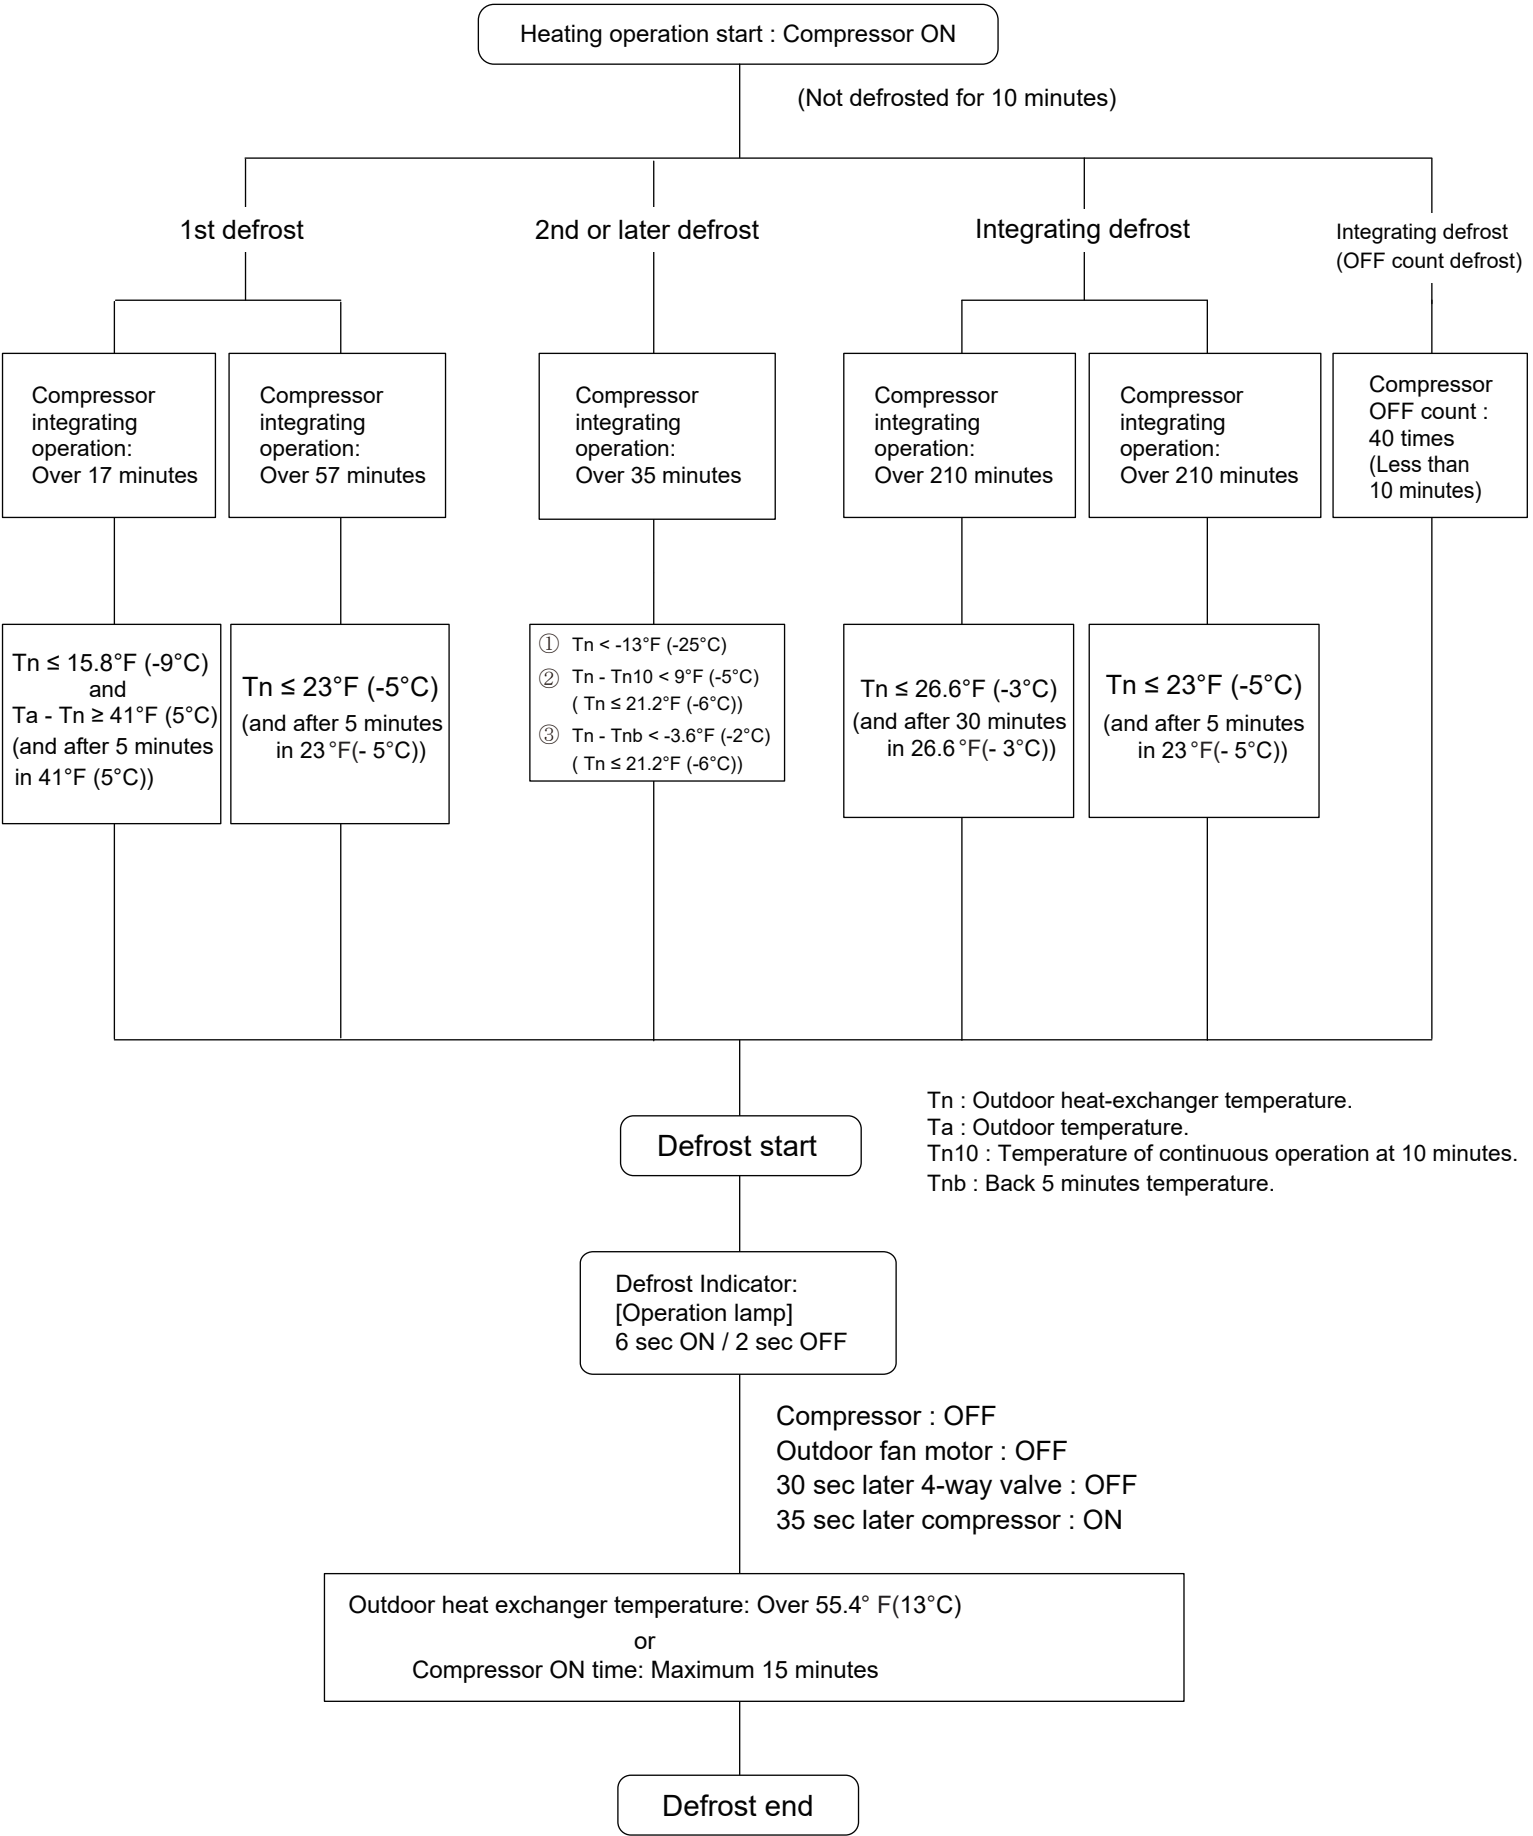 Heating operation start : Compressor ON
(Not defrosted for 10 minutes)
1st defrost
2nd or later defrost
Integrating defrost
Integrating defrost
(OFF count defrost)
Compressor
integrating
operation:
Over 17 minutes
Compressor
integrating
operation:
Over 57 minutes
Compressor
integrating
operation:
Over 35 minutes
Compressor
integrating
operation:
Over 210 minutes
Compressor
integrating
operation:
Over 210 minutes
Compressor
OFF count :
40 times
(Less than
10 minutes)
Tn ≤ 15.8°F (-9°C)
and
Ta - Tn ≥ 41°F (5°C)
(and after 5 minutes
in 41°F (5°C))
Tn ≤ 23°F (-5°C)
(and after 5 minutes
in 23°F(- 5°C))
① Tn < -13°F (-25°C)
② Tn - Tn10 < 9°F (-5°C)
( Tn ≤ 21.2°F (-6°C))
③ Tn - Tnb < -3.6°F (-2°C)
( Tn ≤ 21.2°F (-6°C))
Tn ≤ 26.6°F (-3°C)
(and after 30 minutes
in 26.6°F(- 3°C))
Tn ≤ 23°F (-5°C)
(and after 5 minutes
in 23°F(- 5°C))
Defrost start
Tn : Outdoor heat-exchanger temperature.
Ta : Outdoor temperature.
Tn10 : Temperature of continuous operation at 10 minutes.
Tnb : Back 5 minutes temperature.
Defrost Indicator:
[Operation lamp]
6 sec ON / 2 sec OFF
Compressor : OFF
Outdoor fan motor : OFF
30 sec later 4-way valve : OFF
35 sec later compressor : ON
Outdoor heat exchanger temperature: Over 55.4° F(13°C)
or
Compressor ON time: Maximum 15 minutes
Defrost end